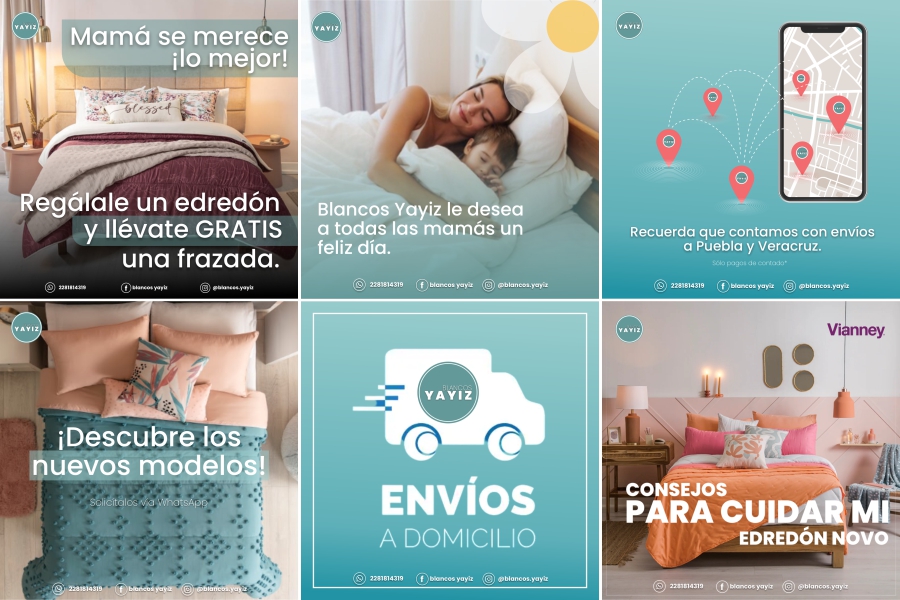 YAYIZ
Mamá se merece
¡lo mejor!
blessed
Regálale un edredón
y llévate GRATIS
una frazada.
2281814319
blancos yayiz
@blancos.yayiz
YAYIZ
Blancos Yayiz le desea
a todas las mamás un
feliz día.
2281814319
blancos yayiz
@blancos.yayiz
YAYIZ
Recuerda que contamos con envíos
a Puebla y Veracruz.
Sólo pagos de contado*
2281814319
blancos yayiz
@blancos.yayiz
YAYIZ
¡Descubre los
nuevos modelos!
Solicítalos vía WhatsApp
2281814319
blancos yayiz
@blancos.yayiz
BLANCOS
YAYIZ
ENVÍOS
A DOMICILIO
2281814319
blancos yayiz
@blancos.yayiz
YAYIZ
Vianney
CONSEJOS
PARA CUIDAR MI
EDREDÓN NOVO
2281814319
blancos yayiz
@blancos.yayiz